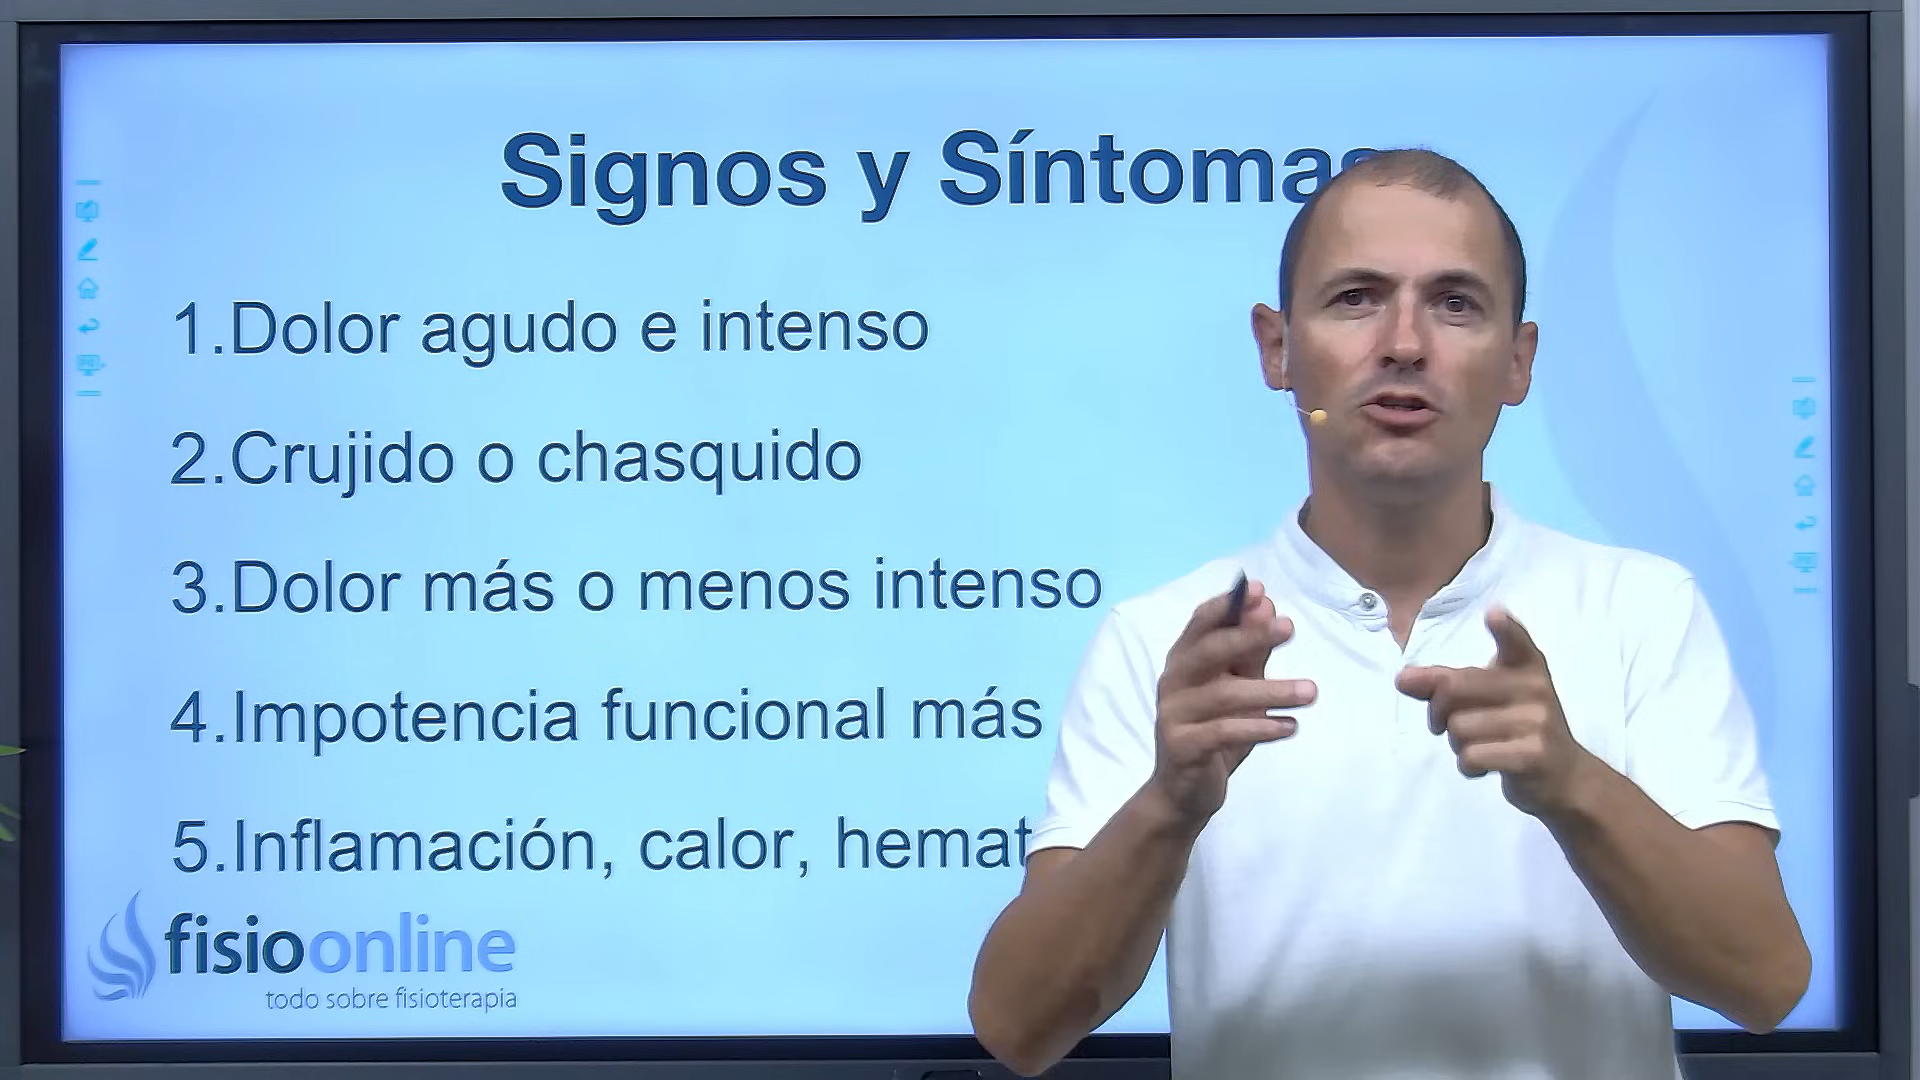 Signos y Síntomas
1.Dolor agudo e intenso
2.Crujido o chasquido
3.Dolor más o menos intenso
4.Impotencia funcional más
5.Inflamación, calor,
fisioonline
todo sobre fisioterapia